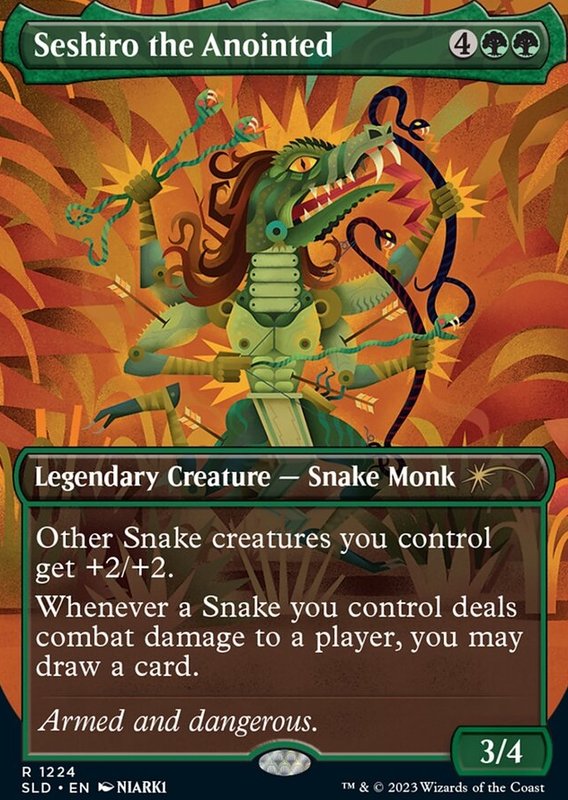 Seshiro the Anointed 4
Legendary Creature — Snake Monk
Other Snake creatures you control
get +2/+2.
Whenever a Snake you control deals
combat damage to a player, you may
draw a card.
Armed and dangerous.
3/4
R 1224
SLD • EN NIARK1
™ & © 2023 Wizards of the Coast